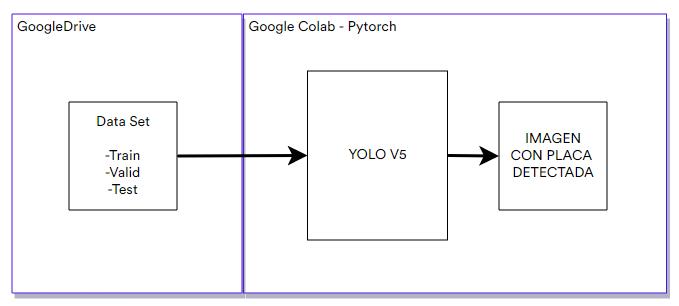 GoogleDrive
Google Colab - Pytorch
Data Set
-Train
-Valid
-Test
YOLO V5
IMAGEN
CON PLACA
DETECTADA